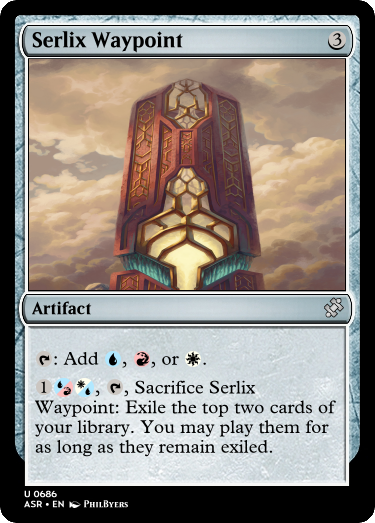 Serlix Waypoint 3
Artifact
: Add , , or .
1 , , Sacrifice Serlix
Waypoint: Exile the top two cards of
your library. You may play them for
as long as they remain exiled.
U 0686
ASR • EN PhilByers